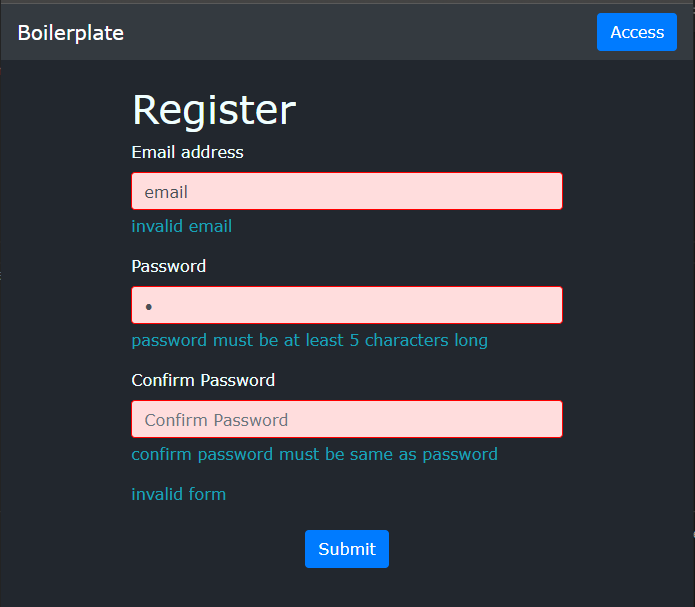 Boilerplate
Access
Register
Email address
email
invalid email
Password
•
password must be at least 5 characters long
Confirm Password
Confirm Password
confirm password must be same as password
invalid form
Submit